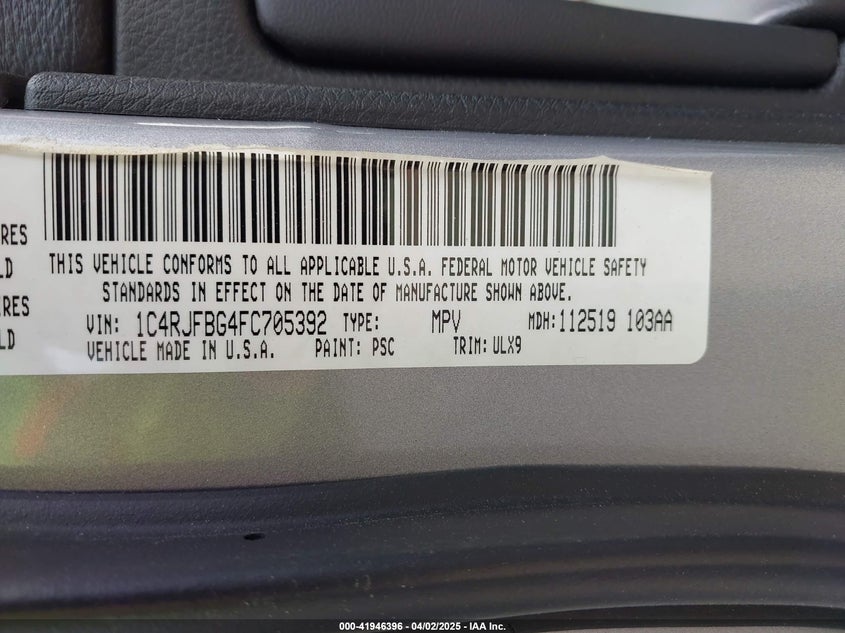 RES
THIS VEHICLE CONFORMS TO ALL APPLICABLE U.S.A. FEDERAL MOTOR VEHICLE SAFETY
LD
STANDARDS IN EFFECT ON THE DATE OF MANUFACTURE SHOWN ABOVE.
RES
VIN: 1C4RJFBG4FC705392 TYPE: MPV MDH:112519 103AA
LD
VEHICLE MADE IN U.S.A. PAINT: PSC TRIM: ULX9
000-41946396 - 04/02/2025 - IAA Inc.